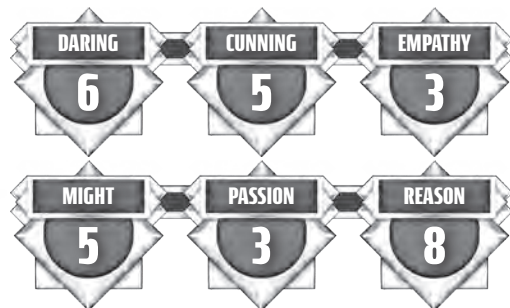 DARING CUNNING EMPATHY
6 5 3
MIGHT PASSION REASON
5 3 8